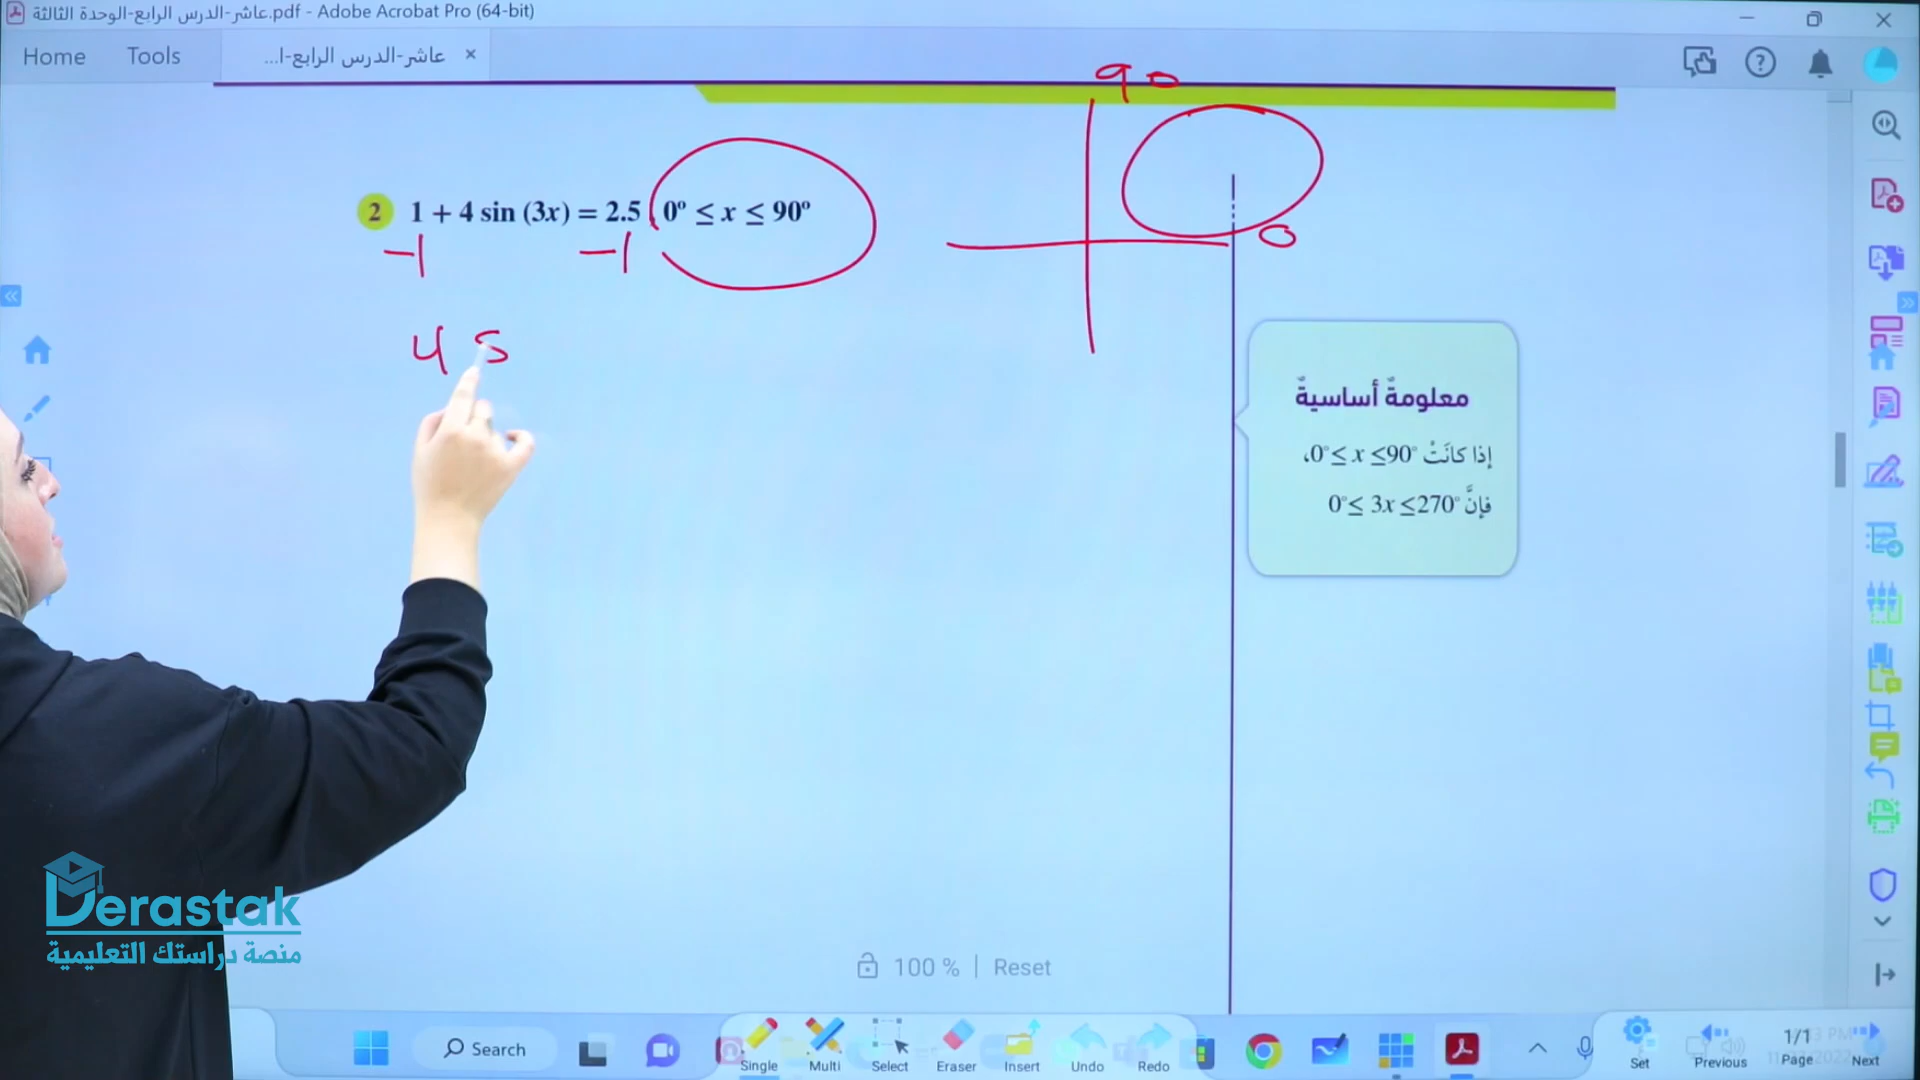 عاشر-الدرس الرابع-الوحدة الثالثة.pdf - Adobe Acrobat Pro (64-bit)
Home Tools عاشر-الدرس الرابع-ا... ×
90
2 1 + 4 sin (3x) = 2.5, 0° ≤ x ≤ 90°
-1 -1
0
4 s
معلومةٌ أساسيةٌ
إذا كانَتْ 0° ≤ x ≤ 90°،
فإنَّ 0° ≤ 3x ≤ 270°
Derastak
منصة دراستك التعليمية
100 % | Reset
Search
Single Multi Select Eraser Insert Undo Redo
Set Previous 1/1 Page Next